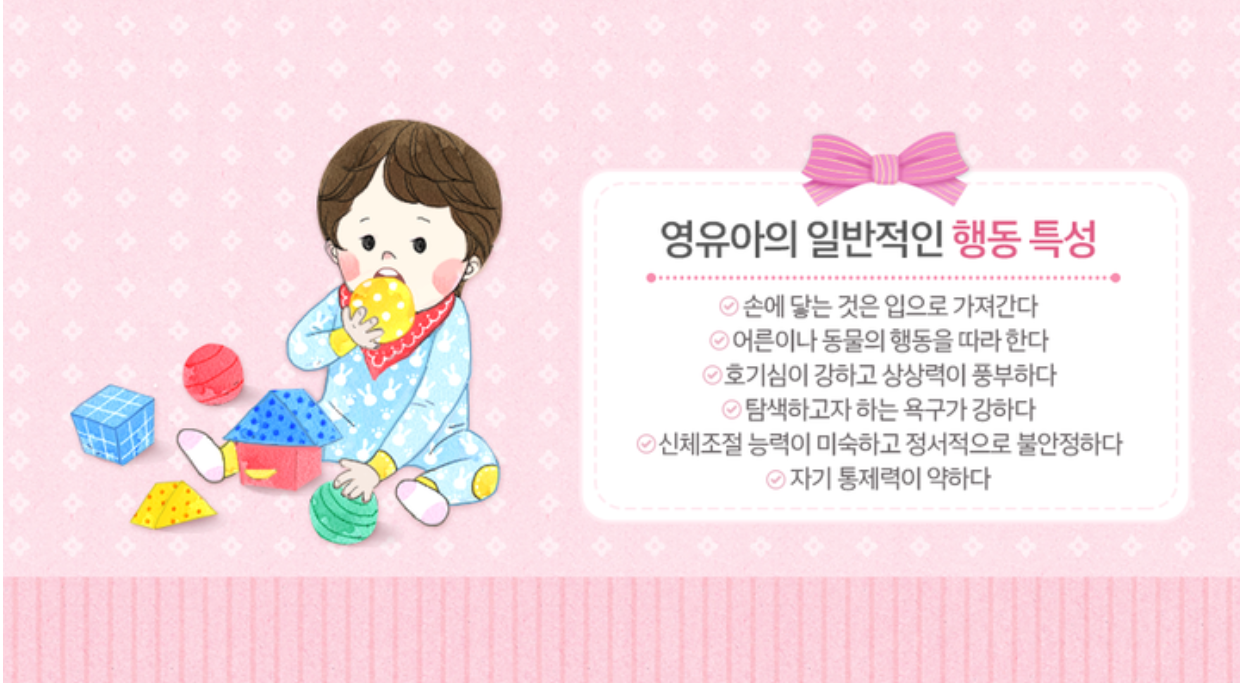 영유아의 일반적인 행동 특성
손에 닿는 것은 입으로 가져간다
어른이나 동물의 행동을 따라 한다
호기심이 강하고 상상력이 풍부하다
탐색하고자 하는 욕구가 강하다
신체조절 능력이 미숙하고 정서적으로 불안정하다
자기 통제력이 약하다